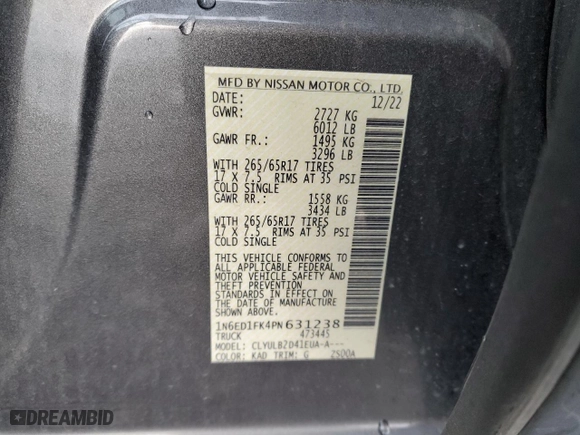 MFD BY NISSAN MOTOR CO., LTD.
DATE: 12/22
GVWR: 2727 KG
6012 LB
GAWR FR.: 1495 KG
3296 LB
WITH 265/65R17 TIRES
17 X 7.5 RIMS AT 35 PSI
COLD SINGLE
GAWR RR.: 1558 KG
3434 LB
WITH 265/65R17 TIRES
17 X 7.5 RIMS AT 35 PSI
COLD SINGLE
THIS VEHICLE CONFORMS TO
ALL APPLICABLE FEDERAL
MOTOR VEHICLE SAFETY
AND THEFT PREVENTION
STANDARDS IN EFFECT ON
THE DATE OF MANUFACTURE
SHOWN ABOVE.
1N6ED1FK4PN631238
TRUCK 473445
MODEL: CLYULBZD41EUA-A---
COLOR: KAD TRIM: G 2S00A
DREAMBID